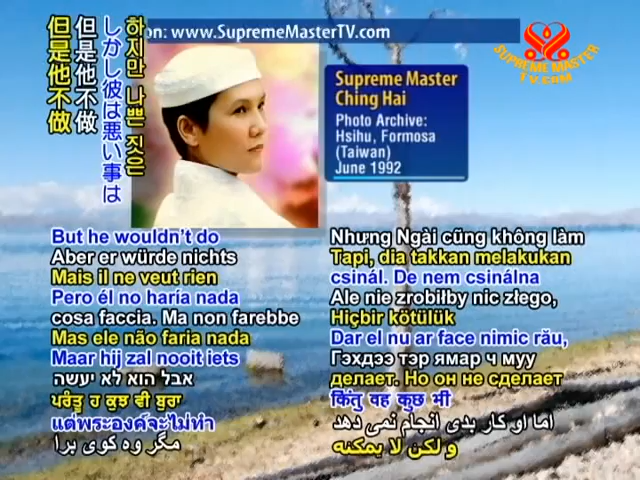 on: www.SupremeMasterTV.com
SUPREME MASTER
TV.COM
하지만 나쁜 짓은
しかし彼は悪い事は
但是他不做
但是他不做
Supreme Master
Ching Hai
Photo Archive:
Hsihu, Formosa
(Taiwan)
June 1992
But he wouldn't do
Aber er würde nichts
Mais il ne veut rien
Pero él no haría nada
cosa faccia. Ma non farebbe
Mas ele não faria nada
Maar hij zal nooit iets
אבל הוא לא יעשה
ਪਰੰਤੂ ਹ ਕੁਝ ਵੀ ਬੁਰਾ
แต่พระองค์จะไม่ทำ
مگر وه کوی برا
Nhưng Ngài cũng không làm
Tapi, dia takkan melakukan
csinál. De nem csinálna
Ale nie zrobiłby nic złego,
Hiçbir kötülük
Dar el nu ar face nimic rău,
Гэхдээ тэр ямар ч муу
делает. Но он не сделает
किंतु वह कुछ भी
اما او کار بدی انجام نمی دهد
و لكن لا يمكنه